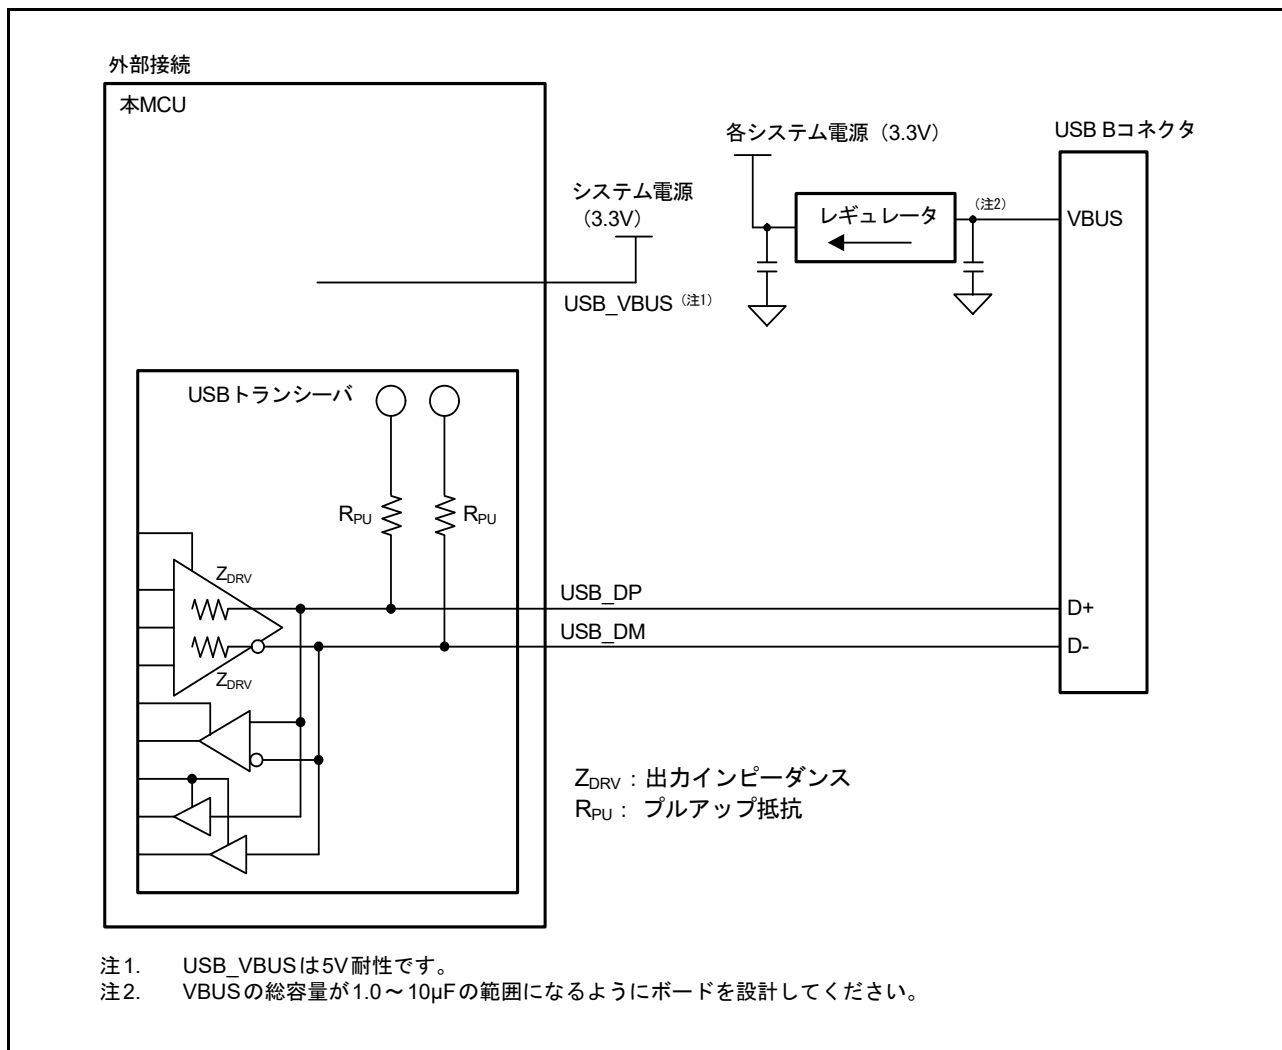 外部接続
本MCU
各システム電源（3.3V）
USB Bコネクタ
システム電源
（3.3V）
レギュレータ
（注2）
VBUS
USB_VBUS（注1）
USBトランシーバ
RPU
RPU
ZDRV
ZDRV
USB_DP
USB_DM
D+
D-
ZDRV：出力インピーダンス
RPU：プルアップ抵抗
注1. USB_VBUSは5V耐性です。
注2. VBUSの総容量が1.0～10µFの範囲になるようにボードを設計してください。